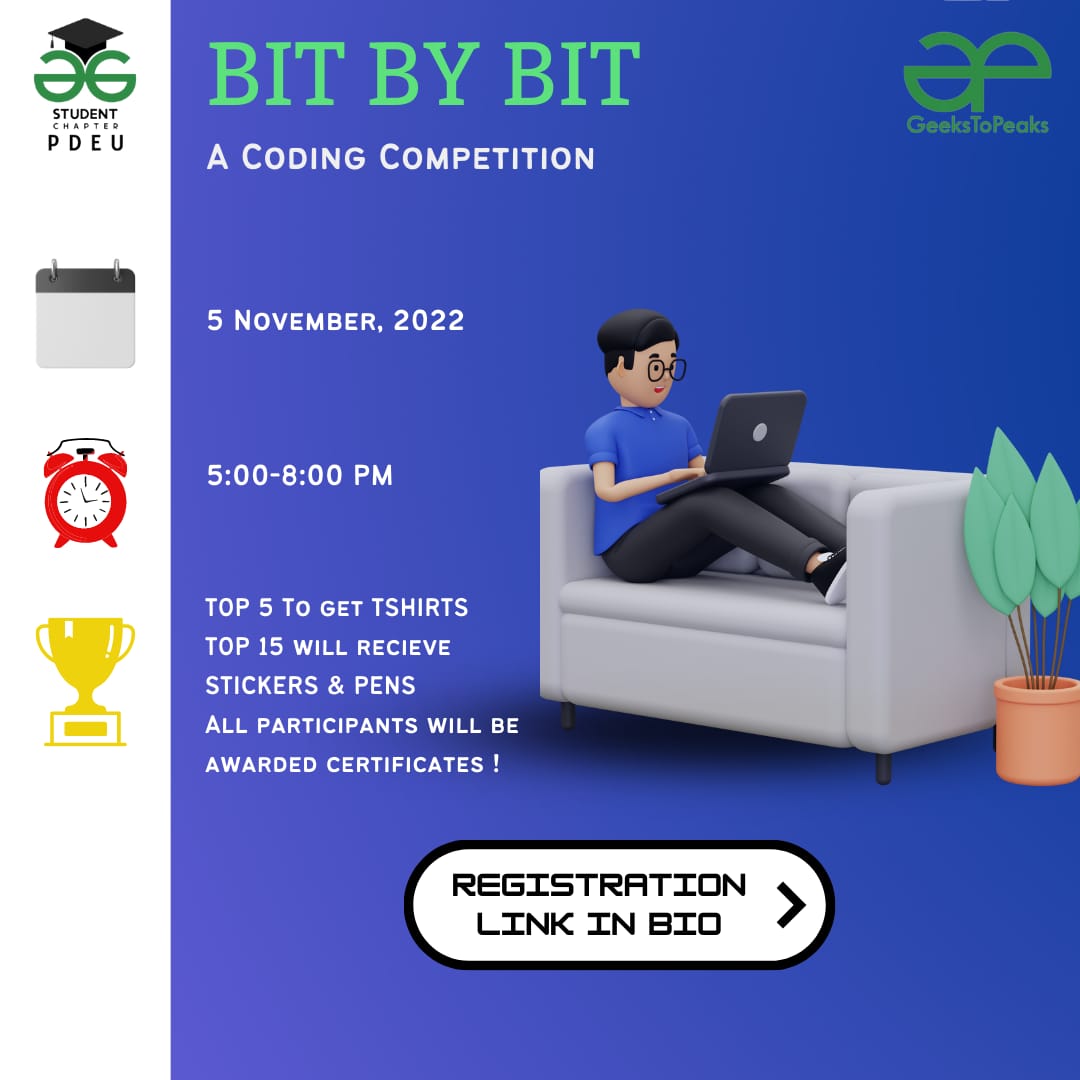 STUDENT
CHAPTER
PDEU
BIT BY BIT
A CODING COMPETITION
GeeksToPeaks
5 NOVEMBER, 2022
5:00-8:00 PM
TOP 5 TO GET TSHIRTS
TOP 15 WILL RECIEVE
STICKERS & PENS
ALL PARTICIPANTS WILL BE
AWARDED CERTIFICATES !
REGISTRATION
LINK IN BIO